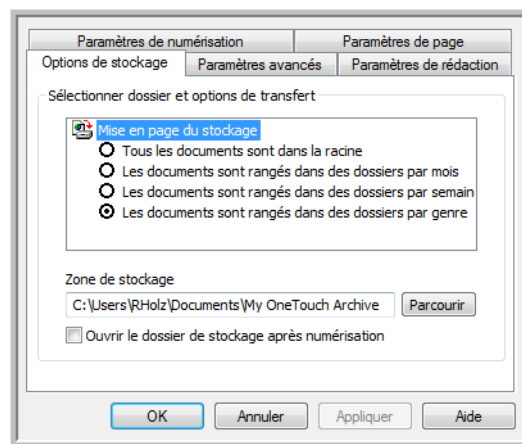 Paramètres de numérisation
Paramètres de page
Options de stockage
Paramètres avancés
Paramètres de rédaction
Sélectionner dossier et options de transfert
Mise en page du stockage
Tous les documents sont dans la racine
Les documents sont rangés dans des dossiers par mois
Les documents sont rangés dans des dossiers par semain
Les documents sont rangés dans des dossiers par genre
Zone de stockage
C:\Users\RHolz\Documents\My OneTouch Archive
Parcourir
Ouvrir le dossier de stockage après numérisation
OK
Annuler
Appliquer
Aide